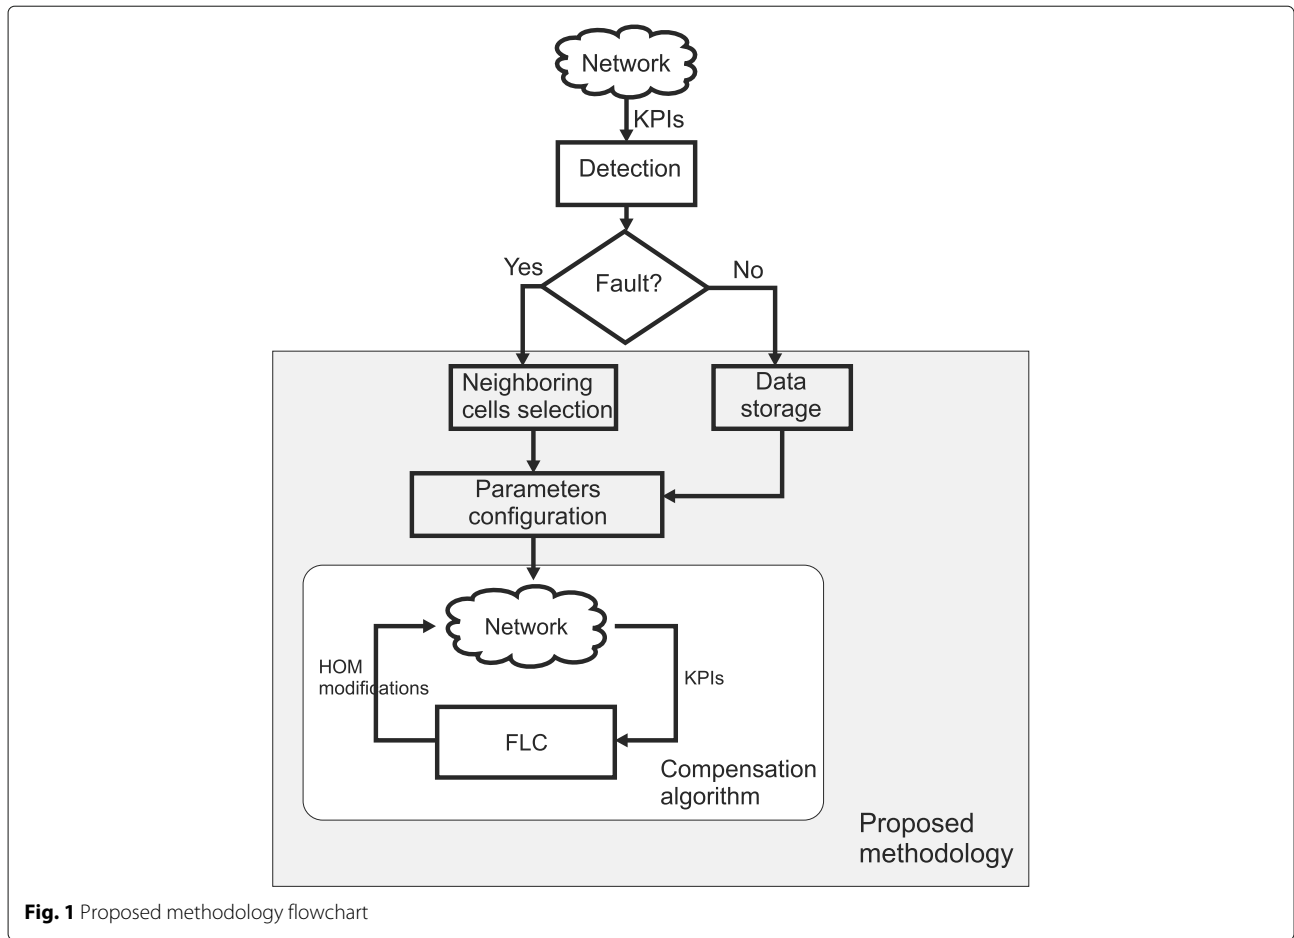 Network
KPIs
Detection
Yes
No
Fault?
Neighboring
cells selection
Data
storage
Parameters
configuration
Network
HOM
modifications
KPIs
FLC
Compensation
algorithm
Proposed
methodology
Fig. 1 Proposed methodology flowchart